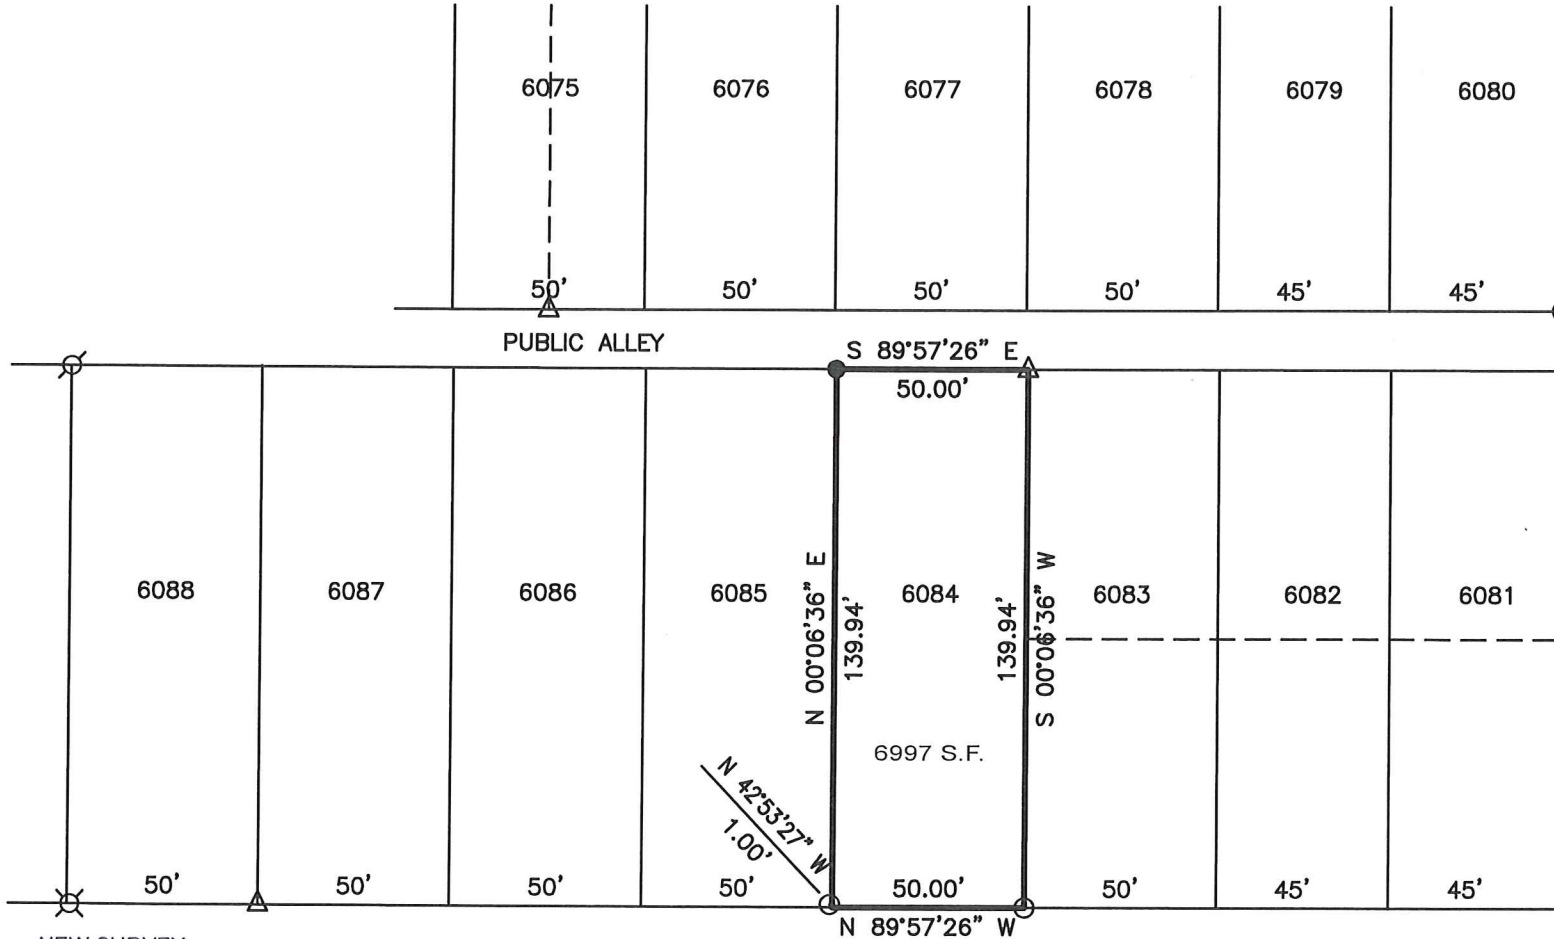 6075 6076 6077 6078 6079 6080
50' 50' 50' 50' 45' 45'
PUBLIC ALLEY
S 89°57'26" E
50.00'
N 00°06'36" E
139.94'
139.94'
S 00°06'36" W
6088 6087 6086 6085 6084 6083 6082 6081
6997 S.F.
N 42°53'27" W
1.00'
50' 50' 50' 50' 50.00' 50' 45' 45'
N 89°57'26" W
NEW SURVEY